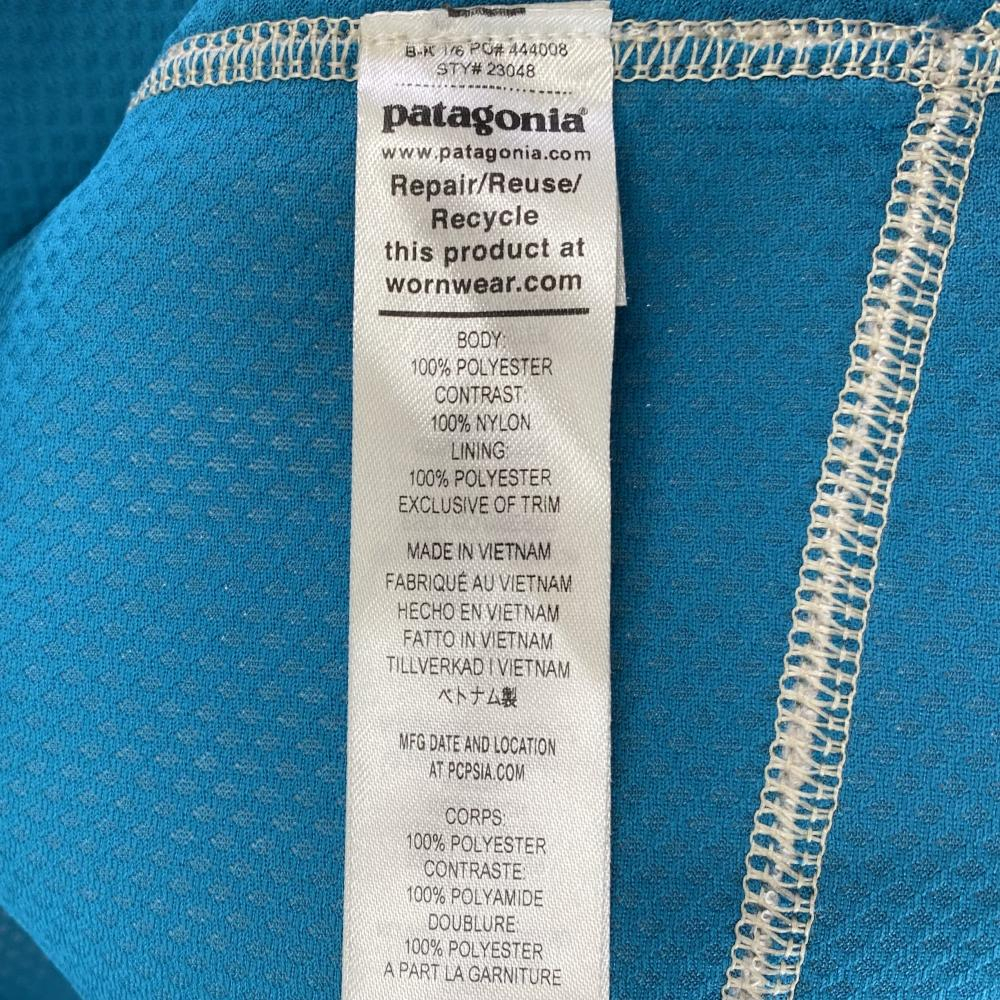 PO# 444008
STY# 23048
patagonia®
www.patagonia.com
Repair/Reuse/
Recycle
this product at
wornwear.com
BODY:
100% POLYESTER
CONTRAST:
100% NYLON
LINING:
100% POLYESTER
EXCLUSIVE OF TRIM
MADE IN VIETNAM
FABRIQUÉ AU VIETNAM
HECHO EN VIETNAM
FATTO IN VIETNAM
TILLVERKAD I VIETNAM
ベトナム製
MFG DATE AND LOCATION
AT PCPSIA.COM
CORPS:
100% POLYESTER
CONTRASTE:
100% POLYAMIDE
DOUBLURE:
100% POLYESTER
A PART LA GARNITURE